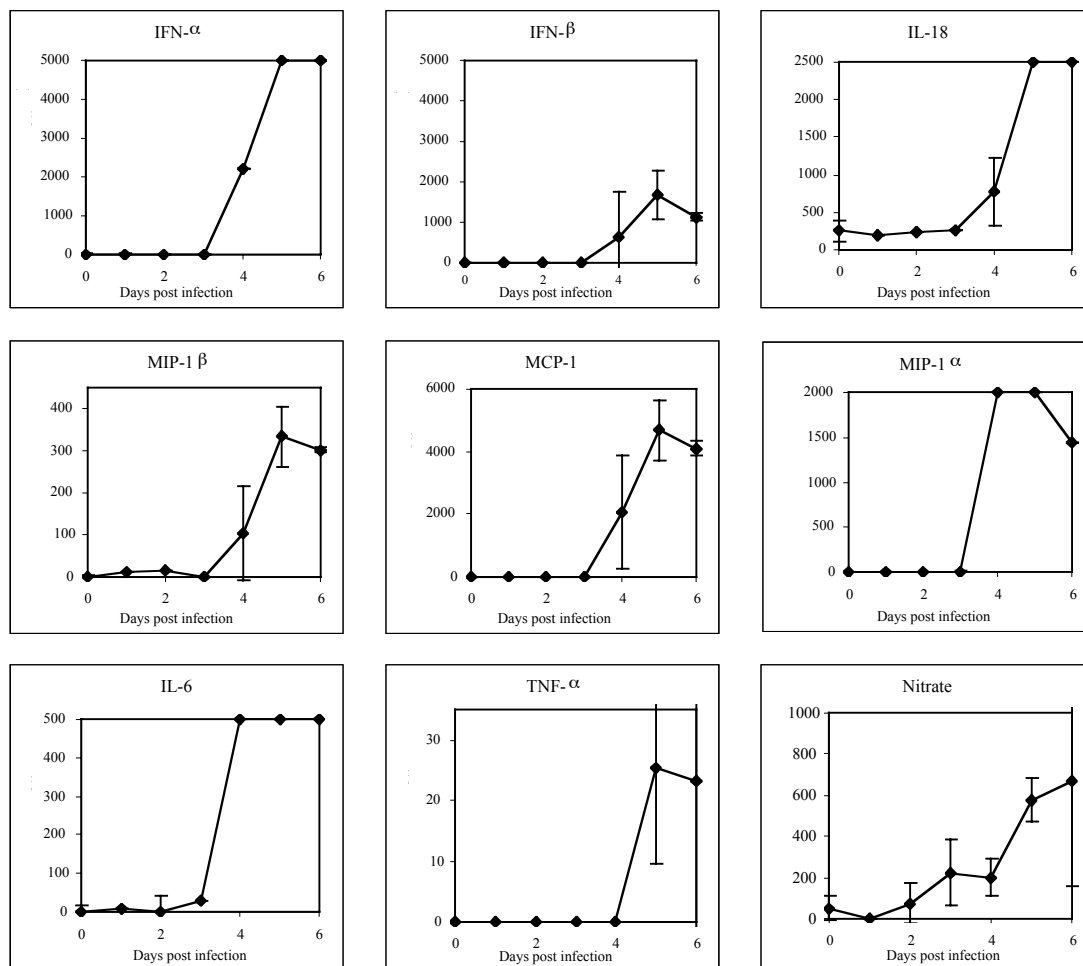 IFN-α
5000
4000
3000
2000
1000
0
0 2 4 6
Days post infection
IFN-β
5000
4000
3000
2000
1000
0
0 2 4 6
Days post infection
IL-18
2500
2000
1500
1000
500
0
0 2 4 6
Days post infection
MIP-1 β
400
300
200
100
0
0 2 4 6
Days post infection
MCP-1
6000
4000
2000
0
0 2 4 6
Days post infection
MIP-1 α
2000
1500
1000
500
0
0 2 4 6
Days post infection
IL-6
500
400
300
200
100
0
0 2 4 6
Days post infection
TNF-α
30
20
10
0
0 2 4 6
Days post infection
Nitrate
1000
800
600
400
200
0
0 2 4 6
Days post infection